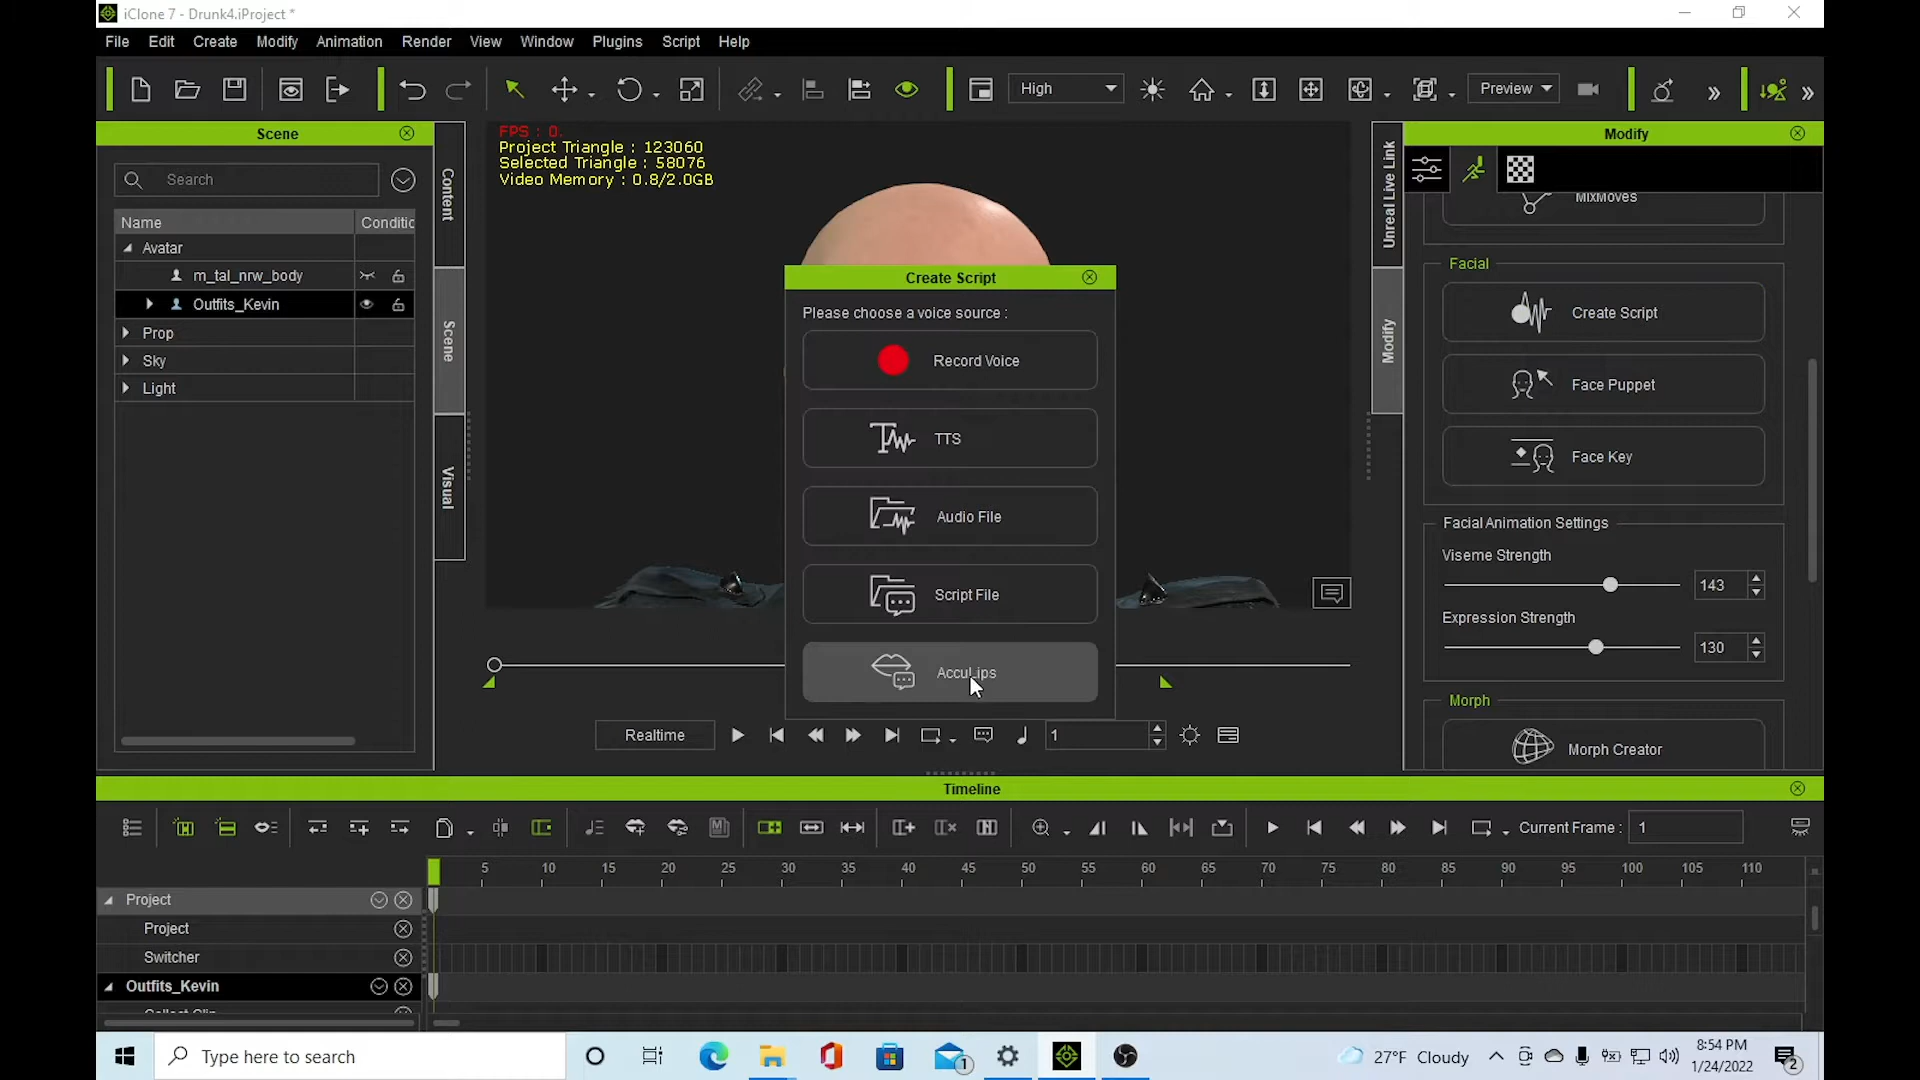 iClone 7 - Drunk4.iProject *
File Edit Create Modify Animation Render View Window Plugins Script Help
High
Preview
Scene
Search
Name Conditic
Avatar
m_tal_nrw_body
Outfits_Kevin
Prop
Sky
Light
Content
Scene
Visual
FPS : 0.
Project Triangle : 123060
Selected Triangle : 58076
Video Memory : 0.8/2.0GB
Create Script
Please choose a voice source :
Record Voice
TTS
Audio File
Script File
AccuLips
Realtime
1
Unreal Live Link
Modify
Modify
MixMoves
Facial
Create Script
Face Puppet
Face Key
Facial Animation Settings
Viseme Strength
143
Expression Strength
130
Morph
Morph Creator
Timeline
Current Frame : 1
5 10 15 20 25 30 35 40 45 50 55 60 65 70 75 80 85 90 95 100 105 110
Project
Project
Switcher
Outfits_Kevin
Collect Clip
Type here to search
1
27°F Cloudy
8:54 PM
1/24/2022
2